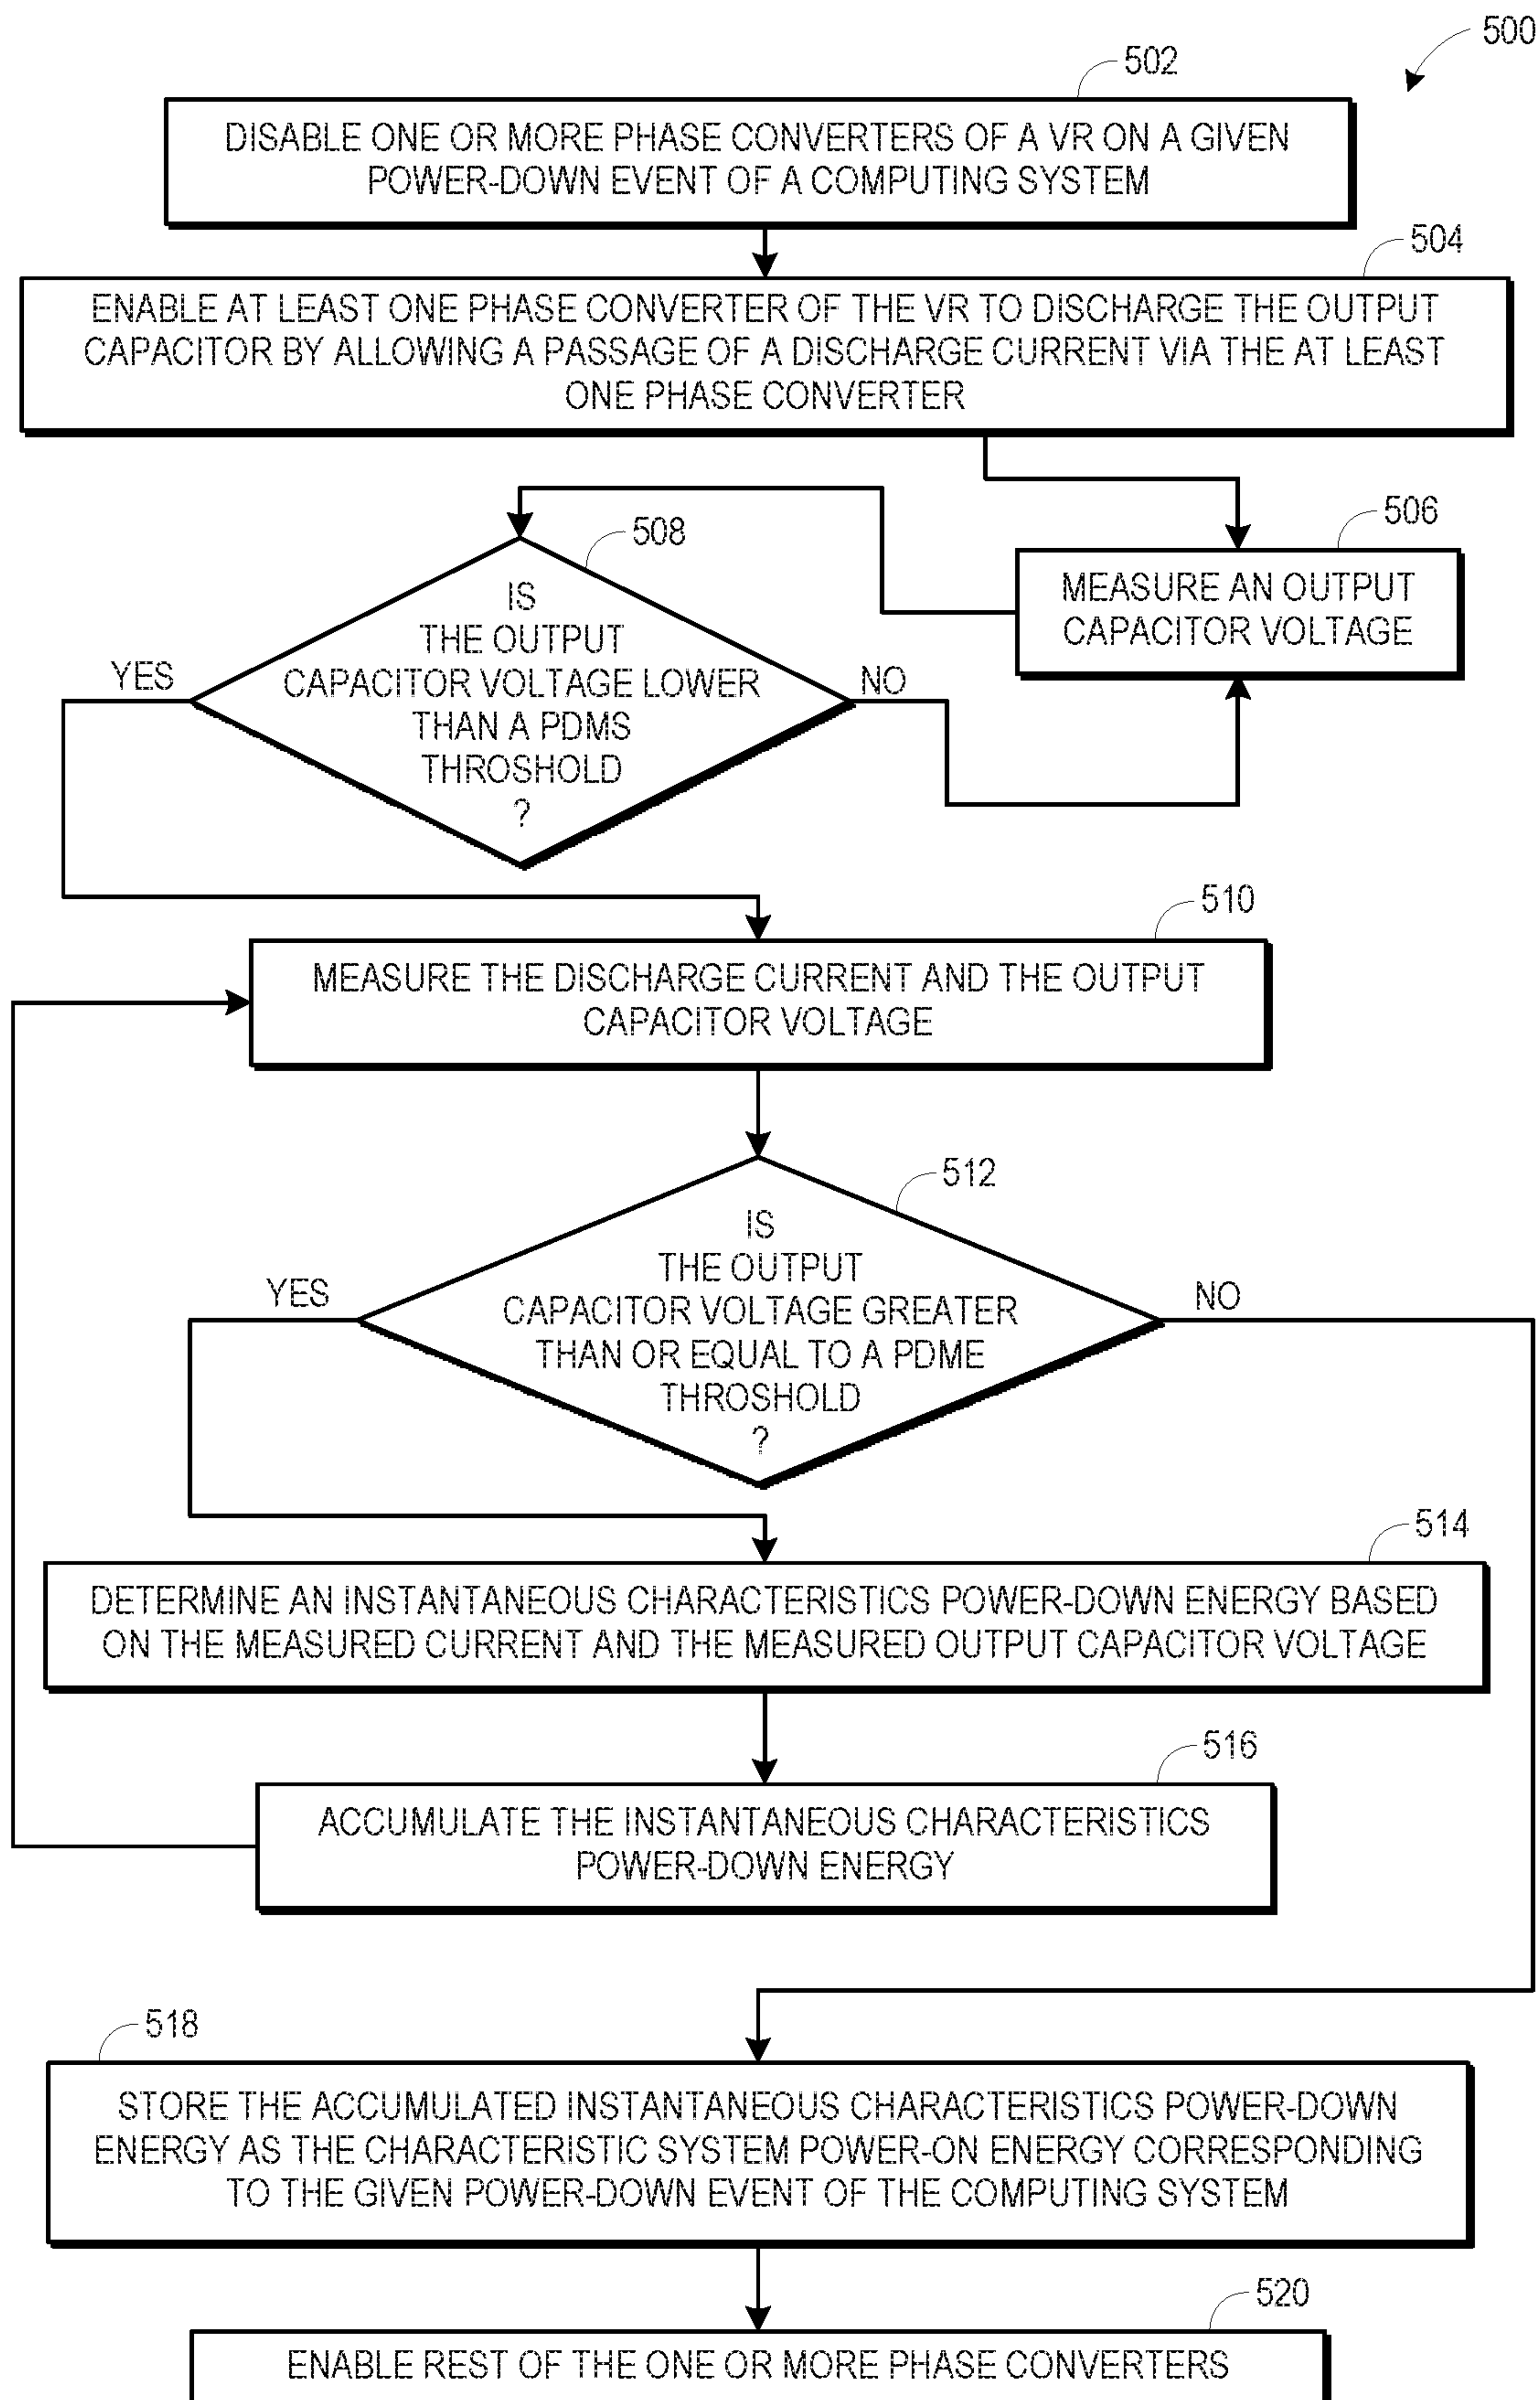 500
502
DISABLE ONE OR MORE PHASE CONVERTERS OF A VR ON A GIVEN
POWER-DOWN EVENT OF A COMPUTING SYSTEM
504
ENABLE AT LEAST ONE PHASE CONVERTER OF THE VR TO DISCHARGE THE OUTPUT
CAPACITOR BY ALLOWING A PASSAGE OF A DISCHARGE CURRENT VIA THE AT LEAST
ONE PHASE CONVERTER
506
MEASURE AN OUTPUT
CAPACITOR VOLTAGE
508
IS
THE OUTPUT
CAPACITOR VOLTAGE LOWER
THAN A PDMS
THROSHOLD
?
YES
NO
510
MEASURE THE DISCHARGE CURRENT AND THE OUTPUT
CAPACITOR VOLTAGE
512
IS
THE OUTPUT
CAPACITOR VOLTAGE GREATER
THAN OR EQUAL TO A PDME
THROSHOLD
?
YES
NO
514
DETERMINE AN INSTANTANEOUS CHARACTERISTICS POWER-DOWN ENERGY BASED
ON THE MEASURED CURRENT AND THE MEASURED OUTPUT CAPACITOR VOLTAGE
516
ACCUMULATE THE INSTANTANEOUS CHARACTERISTICS
POWER-DOWN ENERGY
518
STORE THE ACCUMULATED INSTANTANEOUS CHARACTERISTICS POWER-DOWN
ENERGY AS THE CHARACTERISTIC SYSTEM POWER-ON ENERGY CORRESPONDING
TO THE GIVEN POWER-DOWN EVENT OF THE COMPUTING SYSTEM
520
ENABLE REST OF THE ONE OR MORE PHASE CONVERTERS